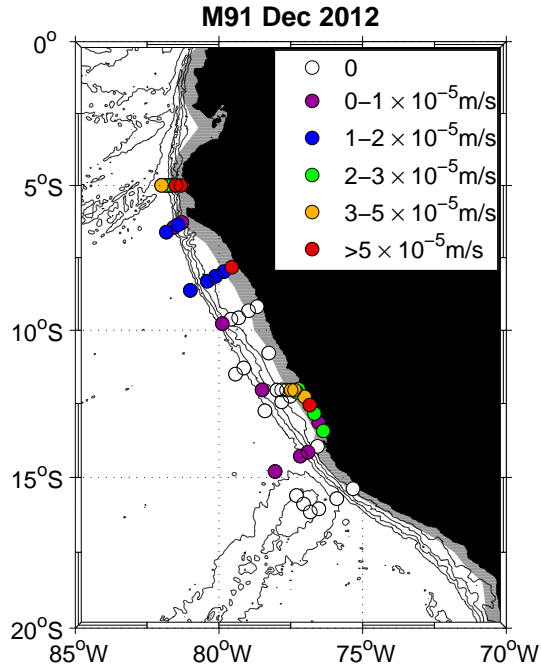 M91 Dec 2012
0°
5°S
10°S
15°S
20°S
85°W
80°W
75°W
70°W
0
0–1 × 10⁻⁵m/s
1–2 × 10⁻⁵m/s
2–3 × 10⁻⁵m/s
3–5 × 10⁻⁵m/s
>5 × 10⁻⁵m/s